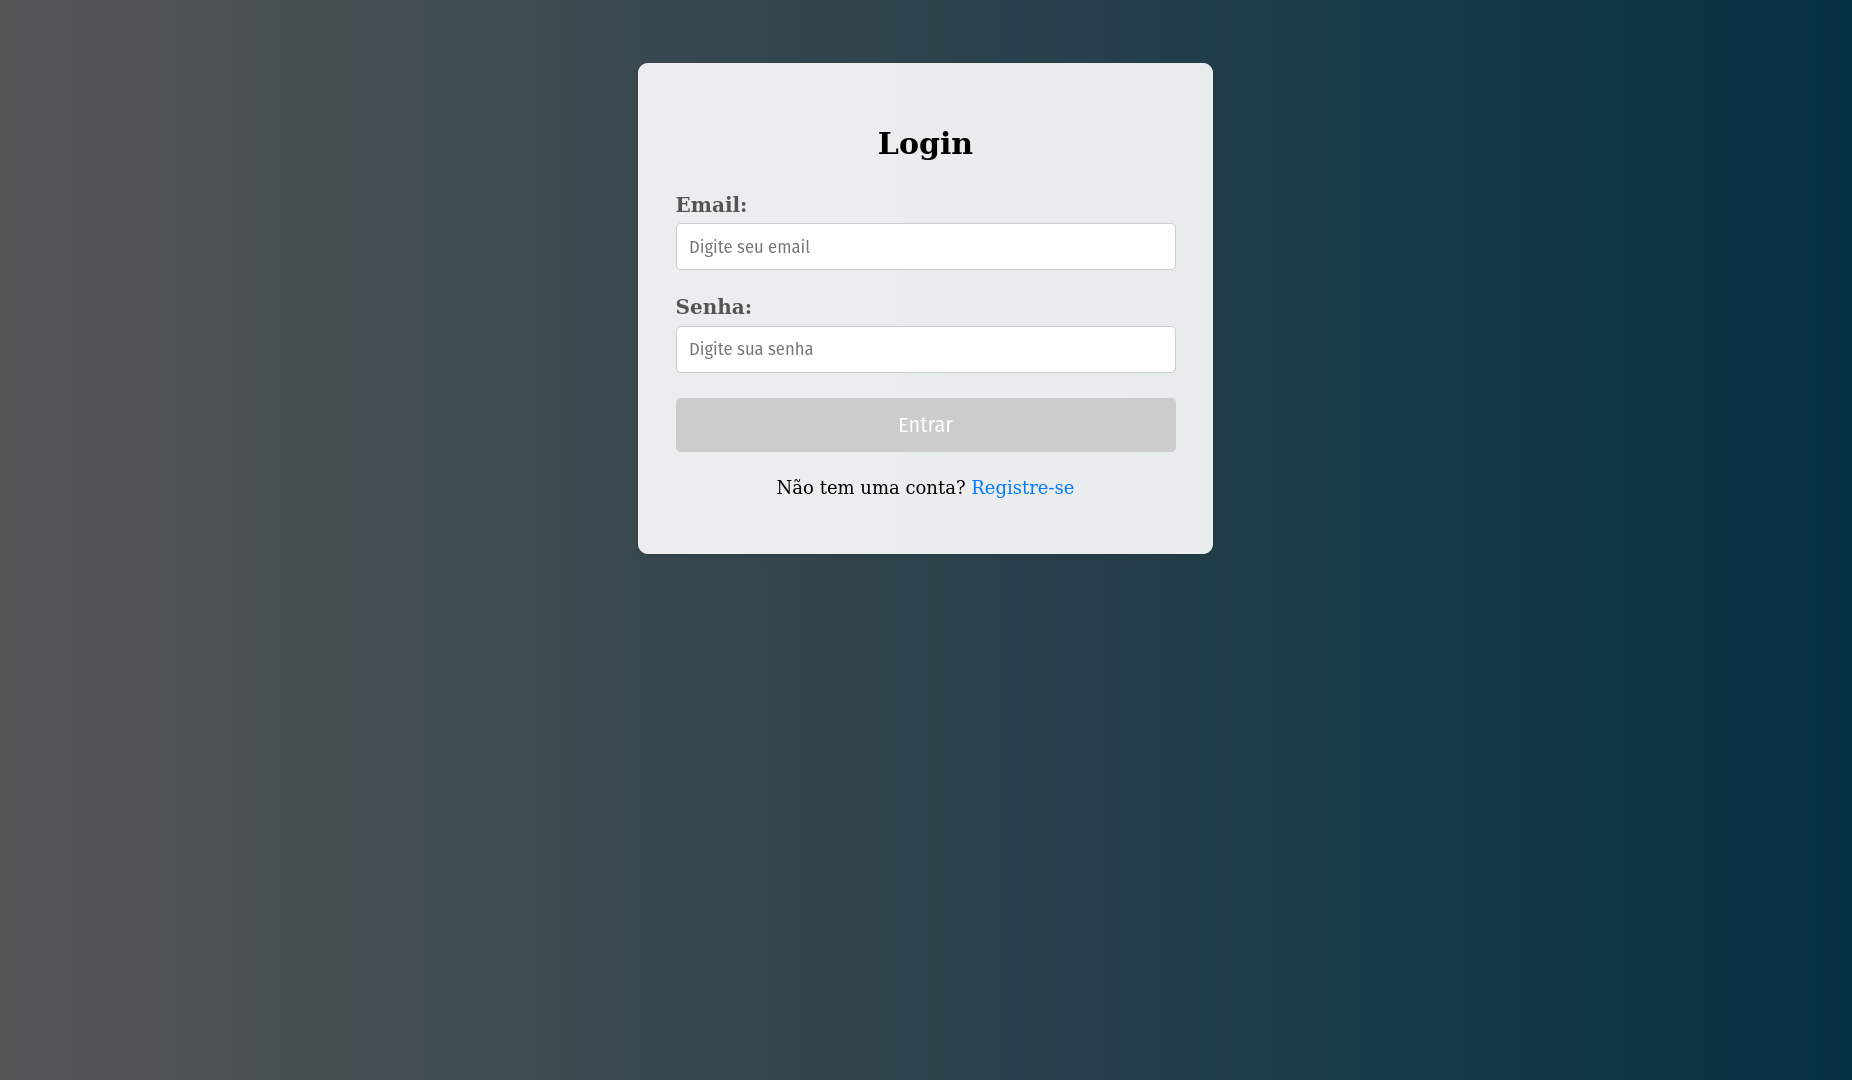 Login
Email:
Digite seu email
Senha:
Digite sua senha
Entrar
Não tem uma conta? Registre-se